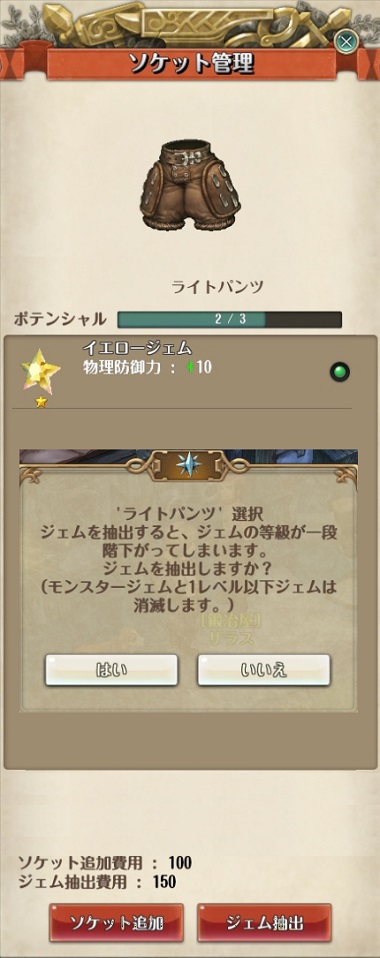 ソケット管理
ライトパンツ
ポテンシャル 2 / 3
イエロージェム
物理防御力 : +10
'ライトパンツ' 選択
ジェムを抽出すると、ジェムの等級が一段
階下がってしまいます。
ジェムを抽出しますか？
(モンスタージェムと1レベル以下ジェムは
消滅します。)
[鍛冶屋]
サラス
はい いいえ
ソケット追加費用 : 100
ジェム抽出費用 : 150
ソケット追加 ジェム抽出